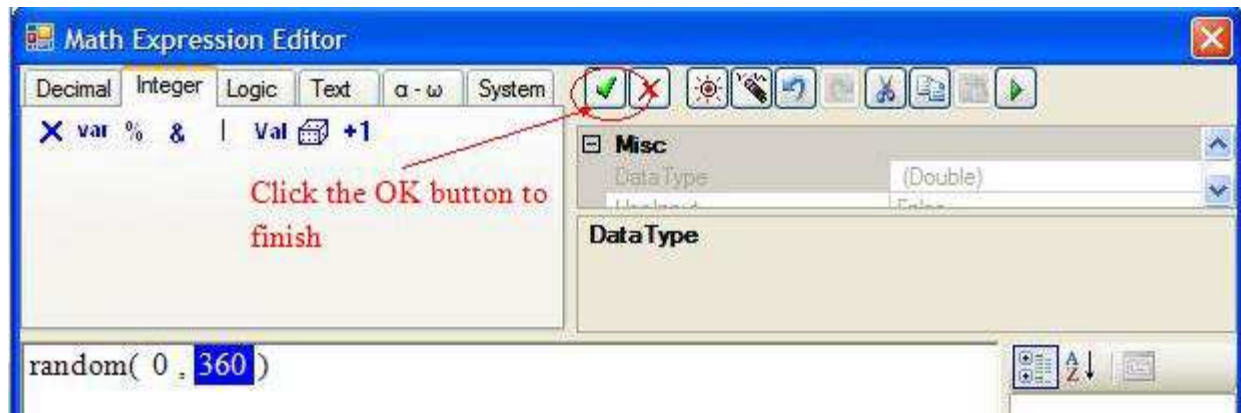 Math Expression Editor
Decimal Integer Logic Text α - ω System
X var % & | Val +1
Misc
DataType (Double)
Click the OK button to
finish
DataType
random( 0 , 360 )
A
Z